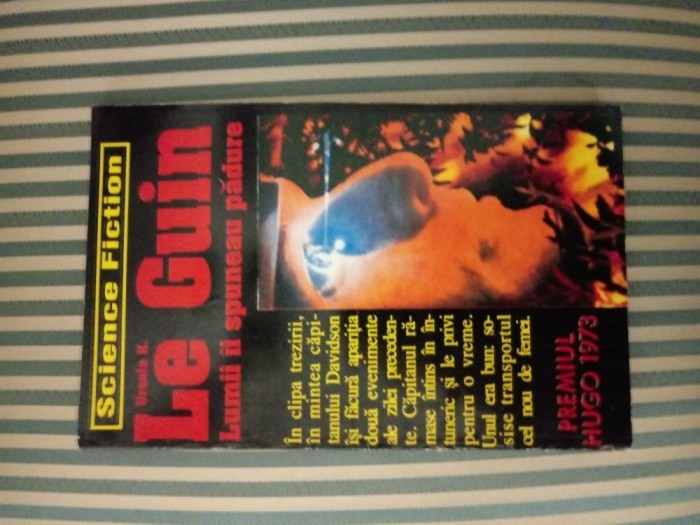 Science Fiction
Ursula K.
Le Guin
Lumii îi spuneau pădure
În clipa trezirii,
în mintea căpi-
tanului Davidson
își făcură apariția
două evenimente
ale zilei preceden-
te. Căpitanul ră-
mase întins în în-
tuneric și le privi
pentru o vreme.
Unul era bun: so-
sise transportul
cel nou de femei.
PREMIUL
HUGO 1973